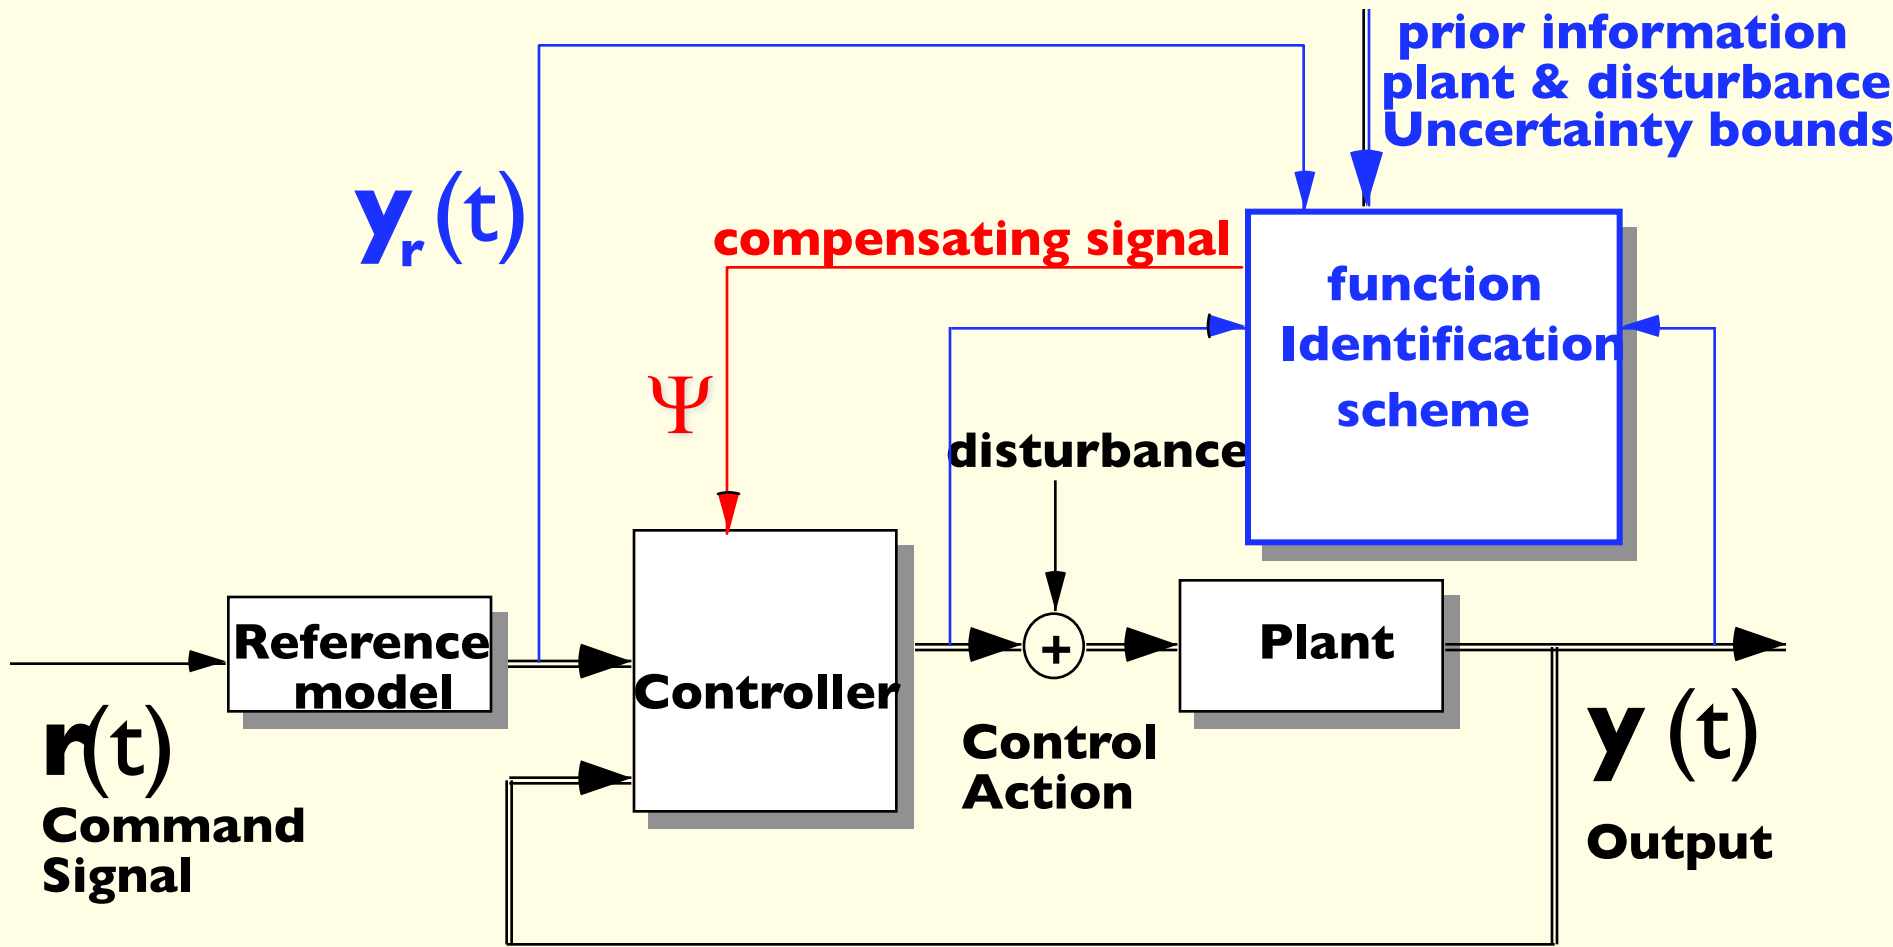 prior information
plant & disturbance
Uncertainty bounds
yr(t)
compensating signal
function
Identification
scheme
Ψ
disturbance
Reference
model
Controller
+
Plant
r(t)
Command
Signal
Control
Action
y (t)
Output